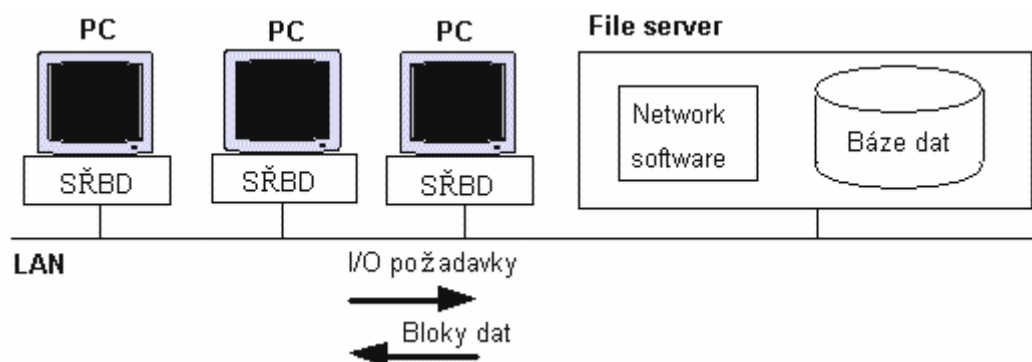 PC
PC
PC
File server
SŘBD
SŘBD
SŘBD
Network
software
Báze dat
LAN
I/O požadavky
Bloky dat